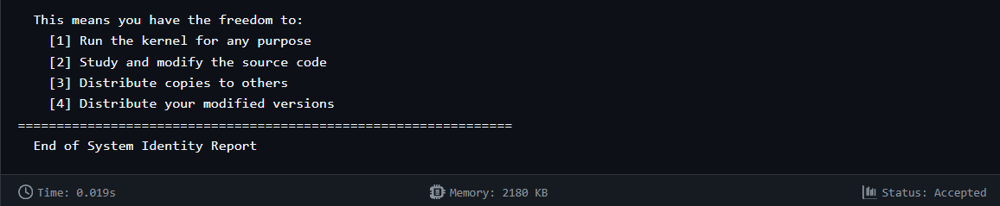 This means you have the freedom to:
[1] Run the kernel for any purpose
[2] Study and modify the source code
[3] Distribute copies to others
[4] Distribute your modified versions
================================================================
End of System Identity Report
Time: 0.019s
Memory: 2180 KB
Status: Accepted